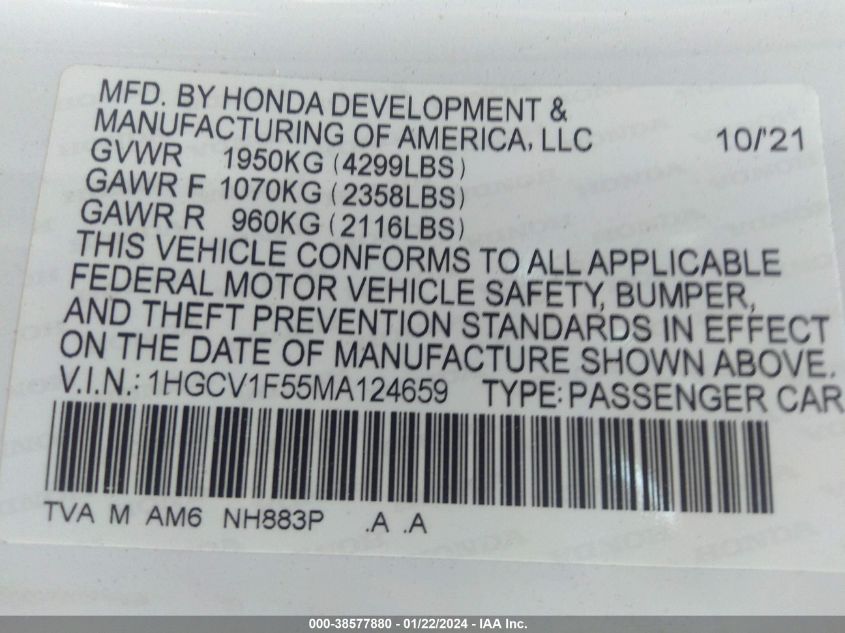 MFD. BY HONDA DEVELOPMENT &
MANUFACTURING OF AMERICA, LLC 10/'21
GVWR 1950KG (4299LBS)
GAWR F 1070KG (2358LBS)
GAWR R 960KG (2116LBS)
THIS VEHICLE CONFORMS TO ALL APPLICABLE
FEDERAL MOTOR VEHICLE SAFETY, BUMPER,
AND THEFT PREVENTION STANDARDS IN EFFECT
ON THE DATE OF MANUFACTURE SHOWN ABOVE.
V.I.N.: 1HGCV1F55MA124659 TYPE: PASSENGER CAR
TVA M AM6 NH883P .A .A
000-38577880 - 01/22/2024 - IAA Inc.